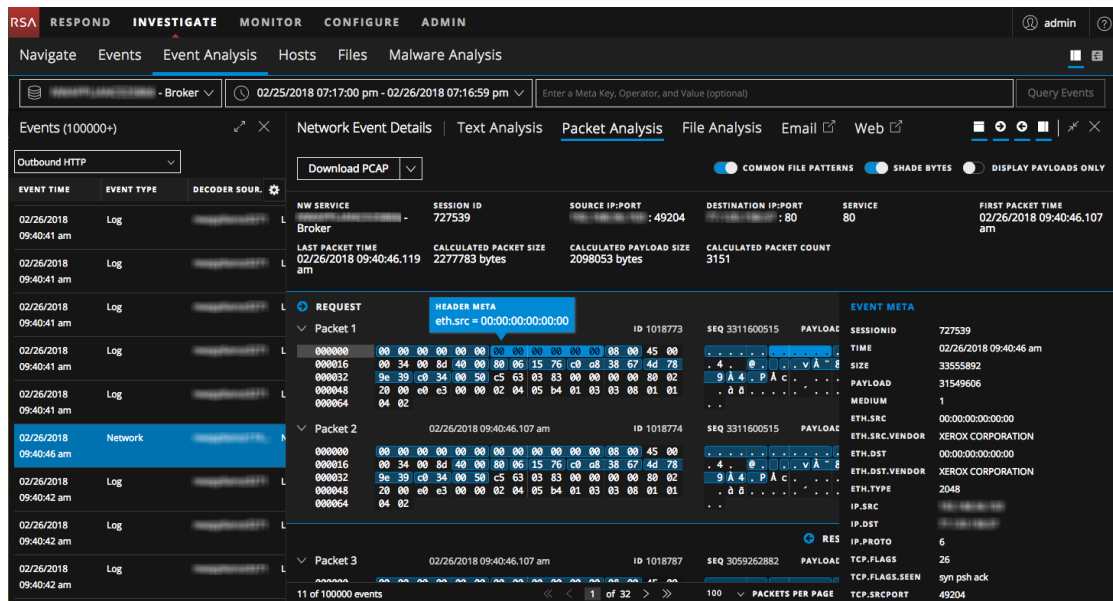 RSA RESPOND INVESTIGATE MONITOR CONFIGURE ADMIN admin
Navigate Events Event Analysis Hosts Files Malware Analysis
- Broker 02/25/2018 07:17:00 pm - 02/26/2018 07:16:59 pm Enter a Meta Key, Operator, and Value (optional) Query Events
Events (100000+)
Outbound HTTP
EVENT TIME EVENT TYPE DECODER SOUR.
02/26/2018 Log L
09:40:41 am
02/26/2018 Log L
09:40:41 am
02/26/2018 Log L
09:40:41 am
02/26/2018 Log L
09:40:41 am
02/26/2018 Log L
09:40:41 am
02/26/2018 Network N
09:40:46 am
02/26/2018 Log L
09:40:42 am
02/26/2018 Log L
09:40:42 am
02/26/2018 Log L
09:40:42 am
Network Event Details Text Analysis Packet Analysis File Analysis Email Web
Download PCAP COMMON FILE PATTERNS SHADE BYTES DISPLAY PAYLOADS ONLY
NW SERVICE SESSION ID SOURCE IP:PORT DESTINATION IP:PORT SERVICE FIRST PACKET TIME
- Broker 727539 : 49204 : 80 80 02/26/2018 09:40:46.107 am
LAST PACKET TIME CALCULATED PACKET SIZE CALCULATED PAYLOAD SIZE CALCULATED PACKET COUNT
02/26/2018 09:40:46.119 am 2277783 bytes 2098053 bytes 3151
REQUEST
HEADER META
eth.src = 00:00:00:00:00:00
Packet 1 ID 1018773 SEQ 3311600515 PAYLOAD
000000 00 00 00 00 00 00 00 00 00 00 00 00 08 00 45 00
000016 00 34 00 8d 40 00 80 06 15 76 c0 a8 38 67 4d 78
000032 9e 39 c0 34 00 50 c5 63 03 83 00 00 00 00 80 02
000048 20 00 e0 e3 00 00 02 04 05 b4 01 03 03 08 01 01
000064 04 02
Packet 2 02/26/2018 09:40:46.107 am ID 1018774 SEQ 3311600515 PAYLOAD
000000 00 00 00 00 00 00 00 00 00 00 00 00 08 00 45 00
000016 00 34 00 8d 40 00 80 06 15 76 c0 a8 38 67 4d 78
000032 9e 39 c0 34 00 50 c5 63 03 83 00 00 00 00 80 02
000048 20 00 e0 e3 00 00 02 04 05 b4 01 03 03 08 01 01
000064 04 02
RES
Packet 3 02/26/2018 09:40:46.107 am ID 1018787 SEQ 3059262882 PAYLOAD
11 of 100000 events 1 of 32 100 PACKETS PER PAGE
EVENT META
SESSIONID 727539
TIME 02/26/2018 09:40:46 am
SIZE 33555892
PAYLOAD 31549606
MEDIUM 1
ETH.SRC 00:00:00:00:00:00
ETH.SRC.VENDOR XEROX CORPORATION
ETH.DST 00:00:00:00:00:00
ETH.DST.VENDOR XEROX CORPORATION
ETH.TYPE 2048
IP.SRC
IP.DST
IP.PROTO 6
TCP.FLAGS 26
TCP.FLAGS.SEEN syn psh ack
TCP.SRCPORT 49204